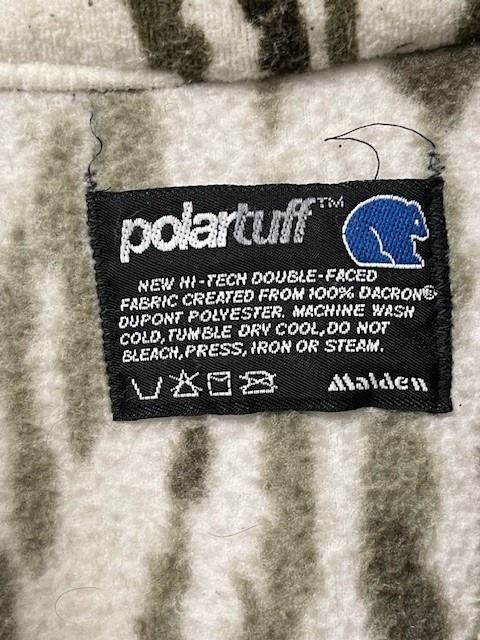 polartuff™
NEW HI-TECH DOUBLE-FACED
FABRIC CREATED FROM 100% DACRON®
DUPONT POLYESTER. MACHINE WASH
COLD, TUMBLE DRY COOL, DO NOT
BLEACH, PRESS, IRON OR STEAM.
Malden